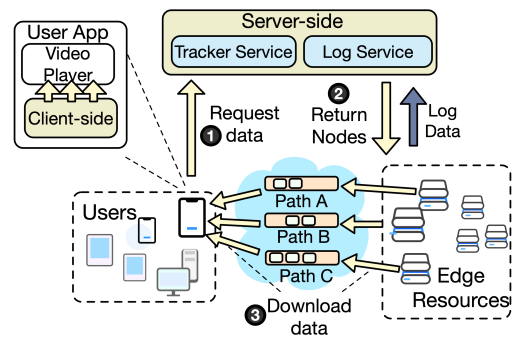 User App
Video
Player
Client-side
Server-side
Tracker Service
Log Service
1
Request
data
2
Return
Nodes
Log
Data
Users
Path A
Path B
Path C
Edge
Resources
3
Download
data